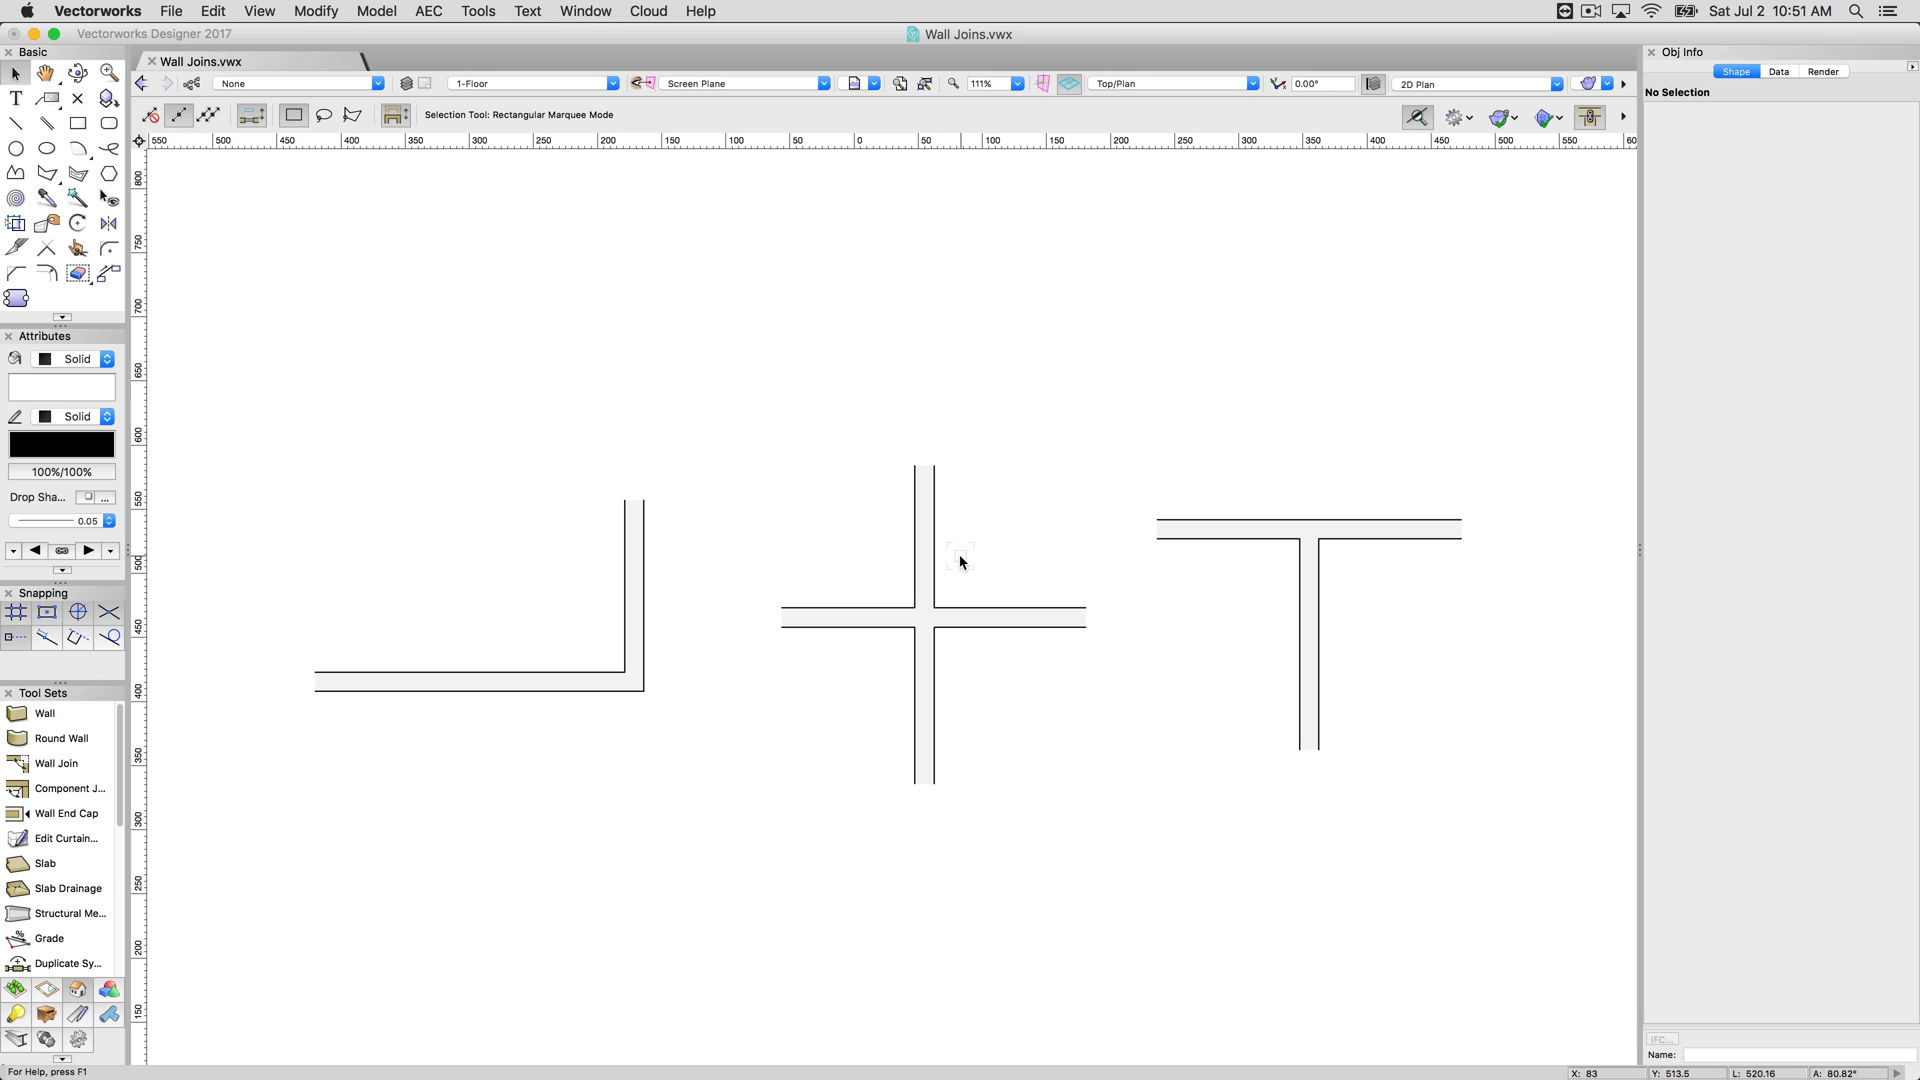 Vectorworks File Edit View Modify Model AEC Tools Text Window Cloud Help Sat Jul 2 10:51 AM
Vectorworks Designer 2017 Wall Joins.vwx
Basic
Wall Joins.vwx
None 1-Floor Screen Plane 111% Top/Plan 0.00° 2D Plan
Selection Tool: Rectangular Marquee Mode
550 500 450 400 350 300 250 200 150 100 50 0 50 100 150 200 250 300 350 400 450 500 550 60
800
750
700
650
600
550
500
450
400
350
300
250
200
150
Attributes
Solid
Solid
100%/100%
Drop Sha... ...
0.05
Snapping
Tool Sets
Wall
Round Wall
Wall Join
Component J...
Wall End Cap
Edit Curtain...
Slab
Slab Drainage
Structural Me...
Grade
Duplicate Sy...
Obj Info
Shape Data Render
No Selection
IFC...
Name:
For Help, press F1
X: 83 Y: 513.5 L: 520.16 A: 80.82°